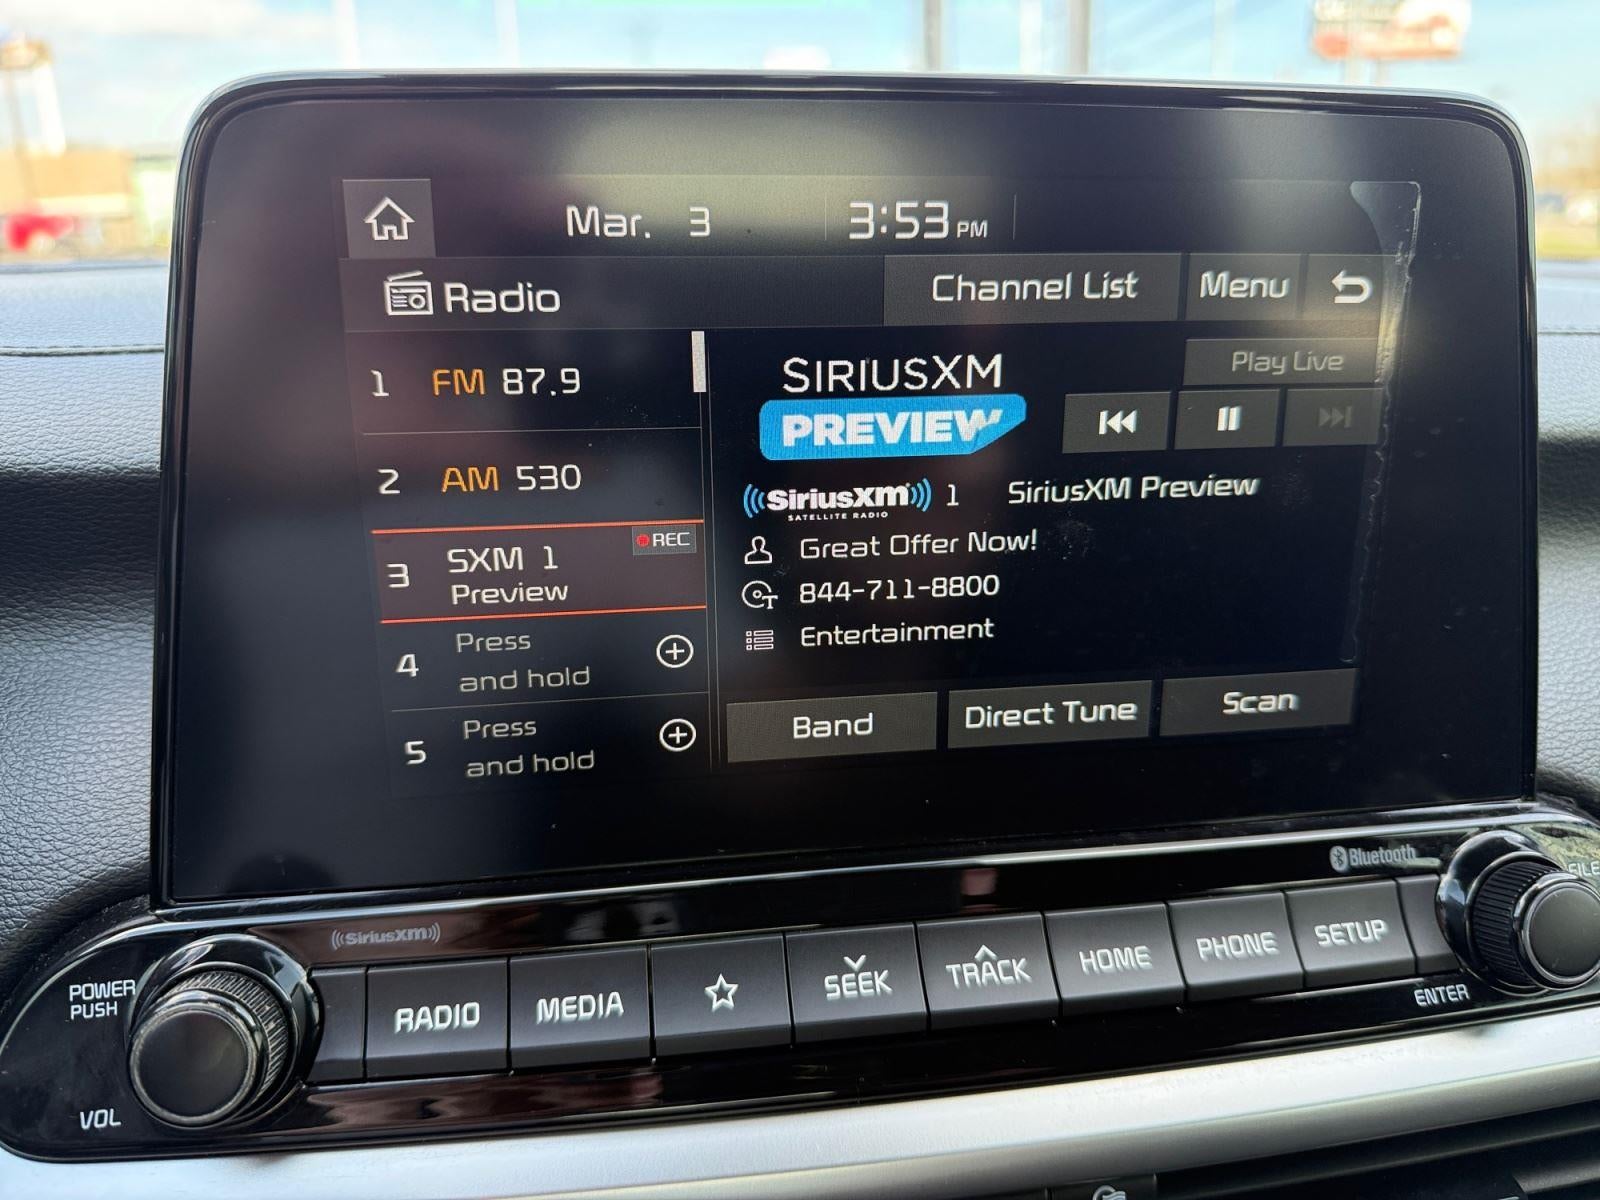 Mar. 3
3:53 PM
Radio
Channel List
Menu
1 FM 87.9
2 AM 530
3 SXM 1
Preview
REC
4 Press
and hold
5 Press
and hold
SIRIUSXM
PREVIEW
Play Live
((SiriusXM))
SATELLITE RADIO
1 SiriusXM Preview
Great Offer Now!
844-711-8800
Entertainment
Band
Direct Tune
Scan
Bluetooth
((SiriusXM))
POWER
PUSH
VOL
RADIO
MEDIA
SEEK
TRACK
HOME
PHONE
SETUP
FILE
ENTER